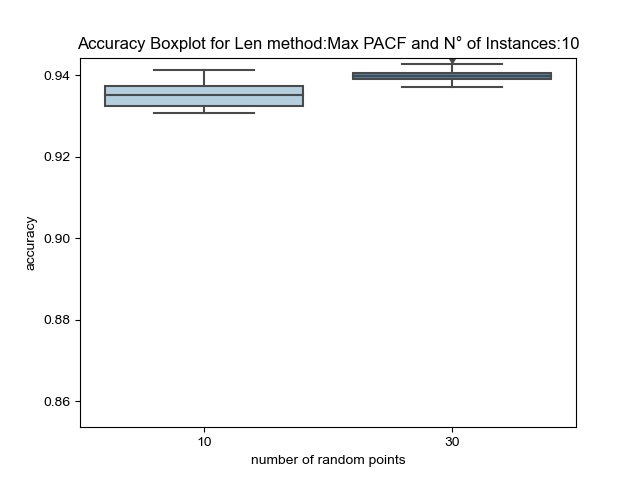 Accuracy Boxplot for Len method:Max PACF and N° of Instances:10
0.94
0.92
0.90
0.88
0.86
accuracy
10
30
number of random points